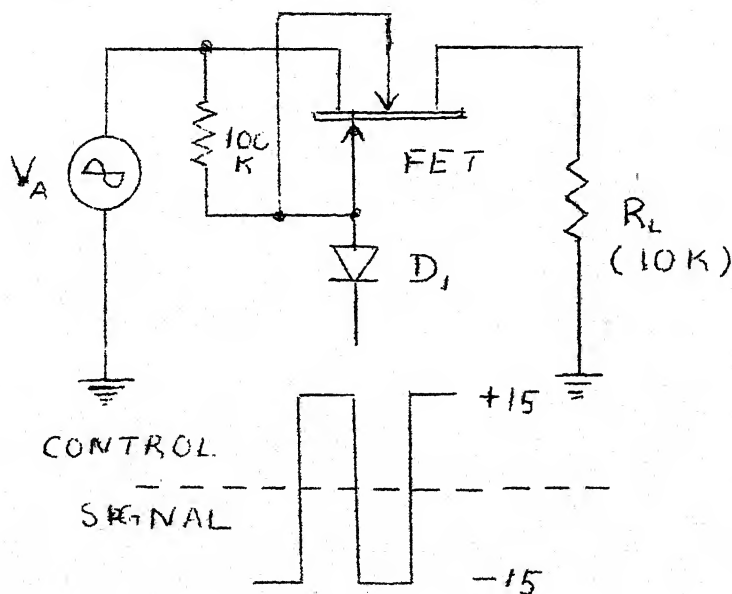 100
K
FET
V_A
R_L
(10K)
D_1
+15
CONTROL
SIGNAL
-15